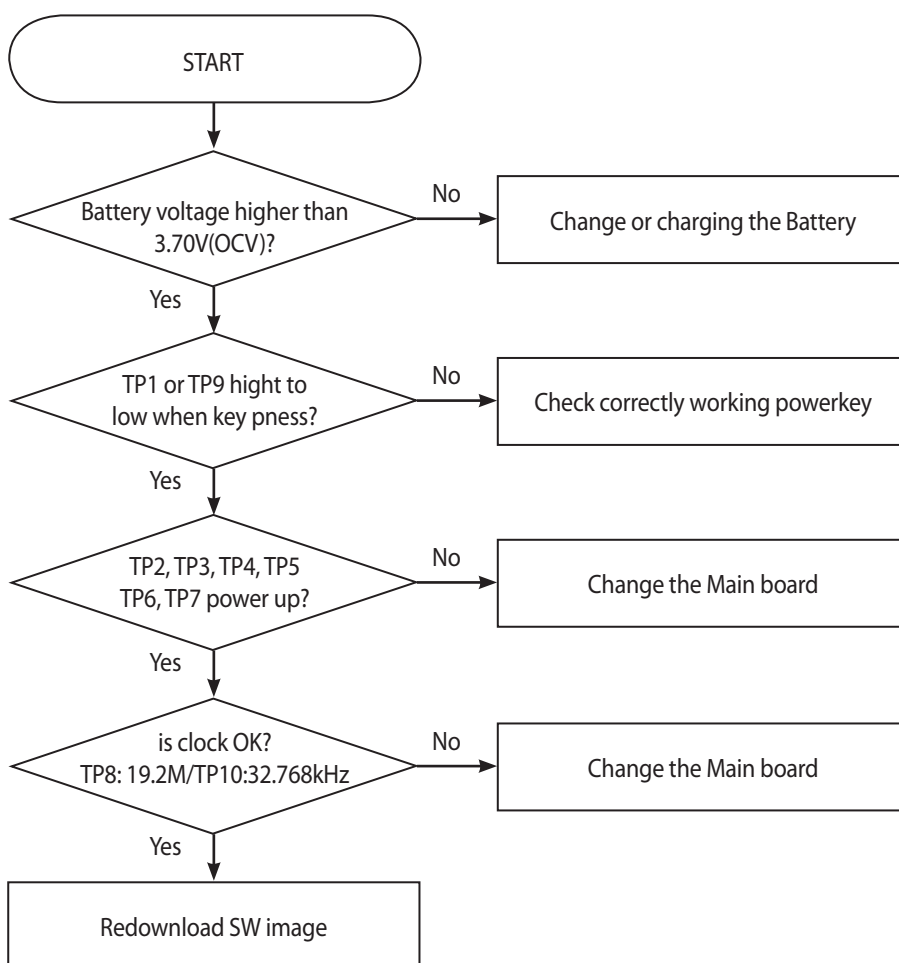 START
Battery voltage higher than
3.70V(OCV)?
No
Change or charging the Battery
Yes
TP1 or TP9 hight to
low when key pness?
No
Check correctly working powerkey
Yes
TP2, TP3, TP4, TP5
TP6, TP7 power up?
No
Change the Main board
Yes
is clock OK?
TP8: 19.2M/TP10:32.768kHz
No
Change the Main board
Yes
Redownload SW image